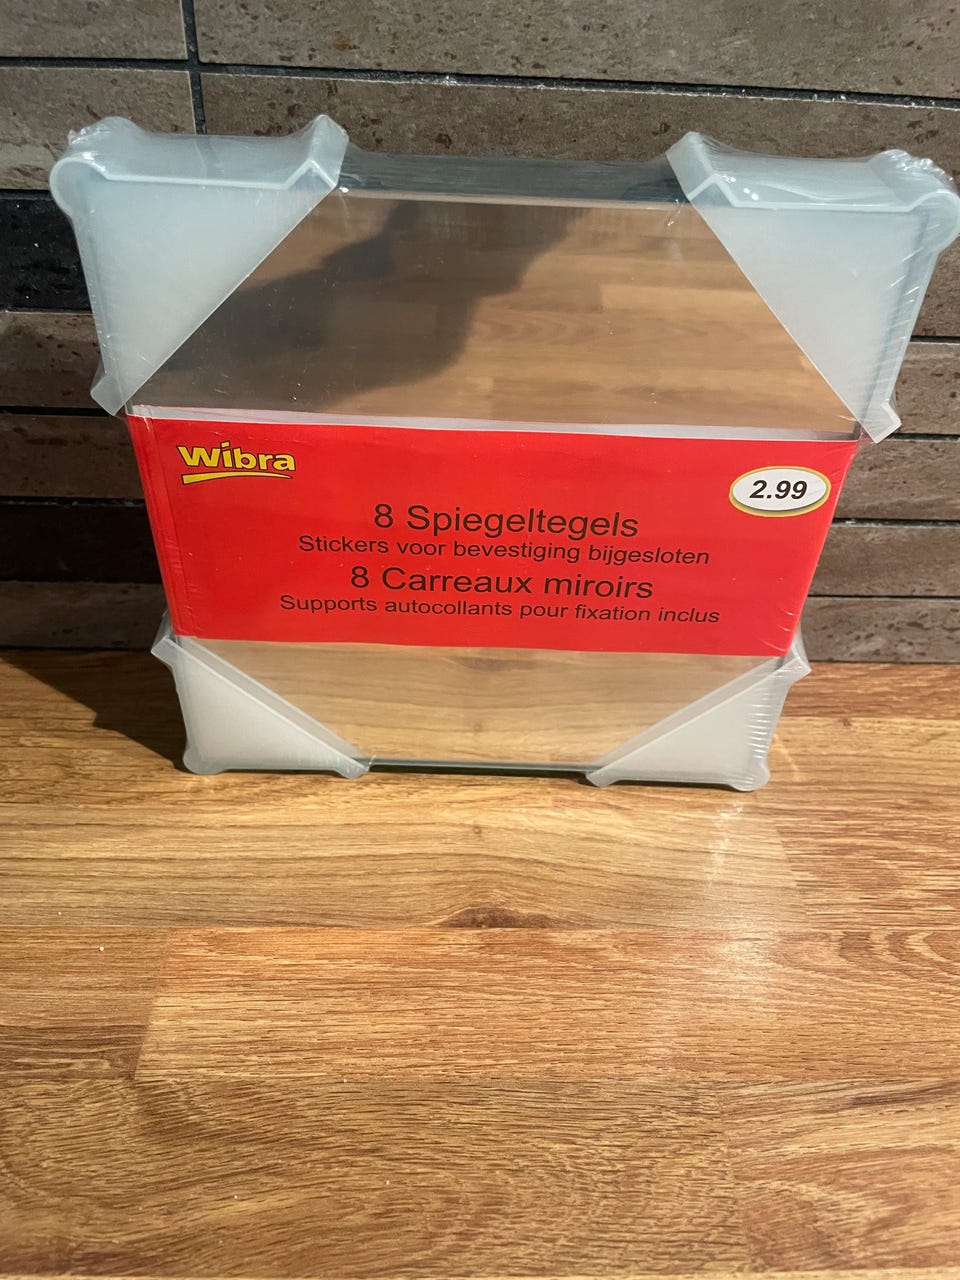 Wibra
2.99
8 Spiegeltegels
Stickers voor bevestiging bijgesloten
8 Carreaux miroirs
Supports autocollants pour fixation inclus